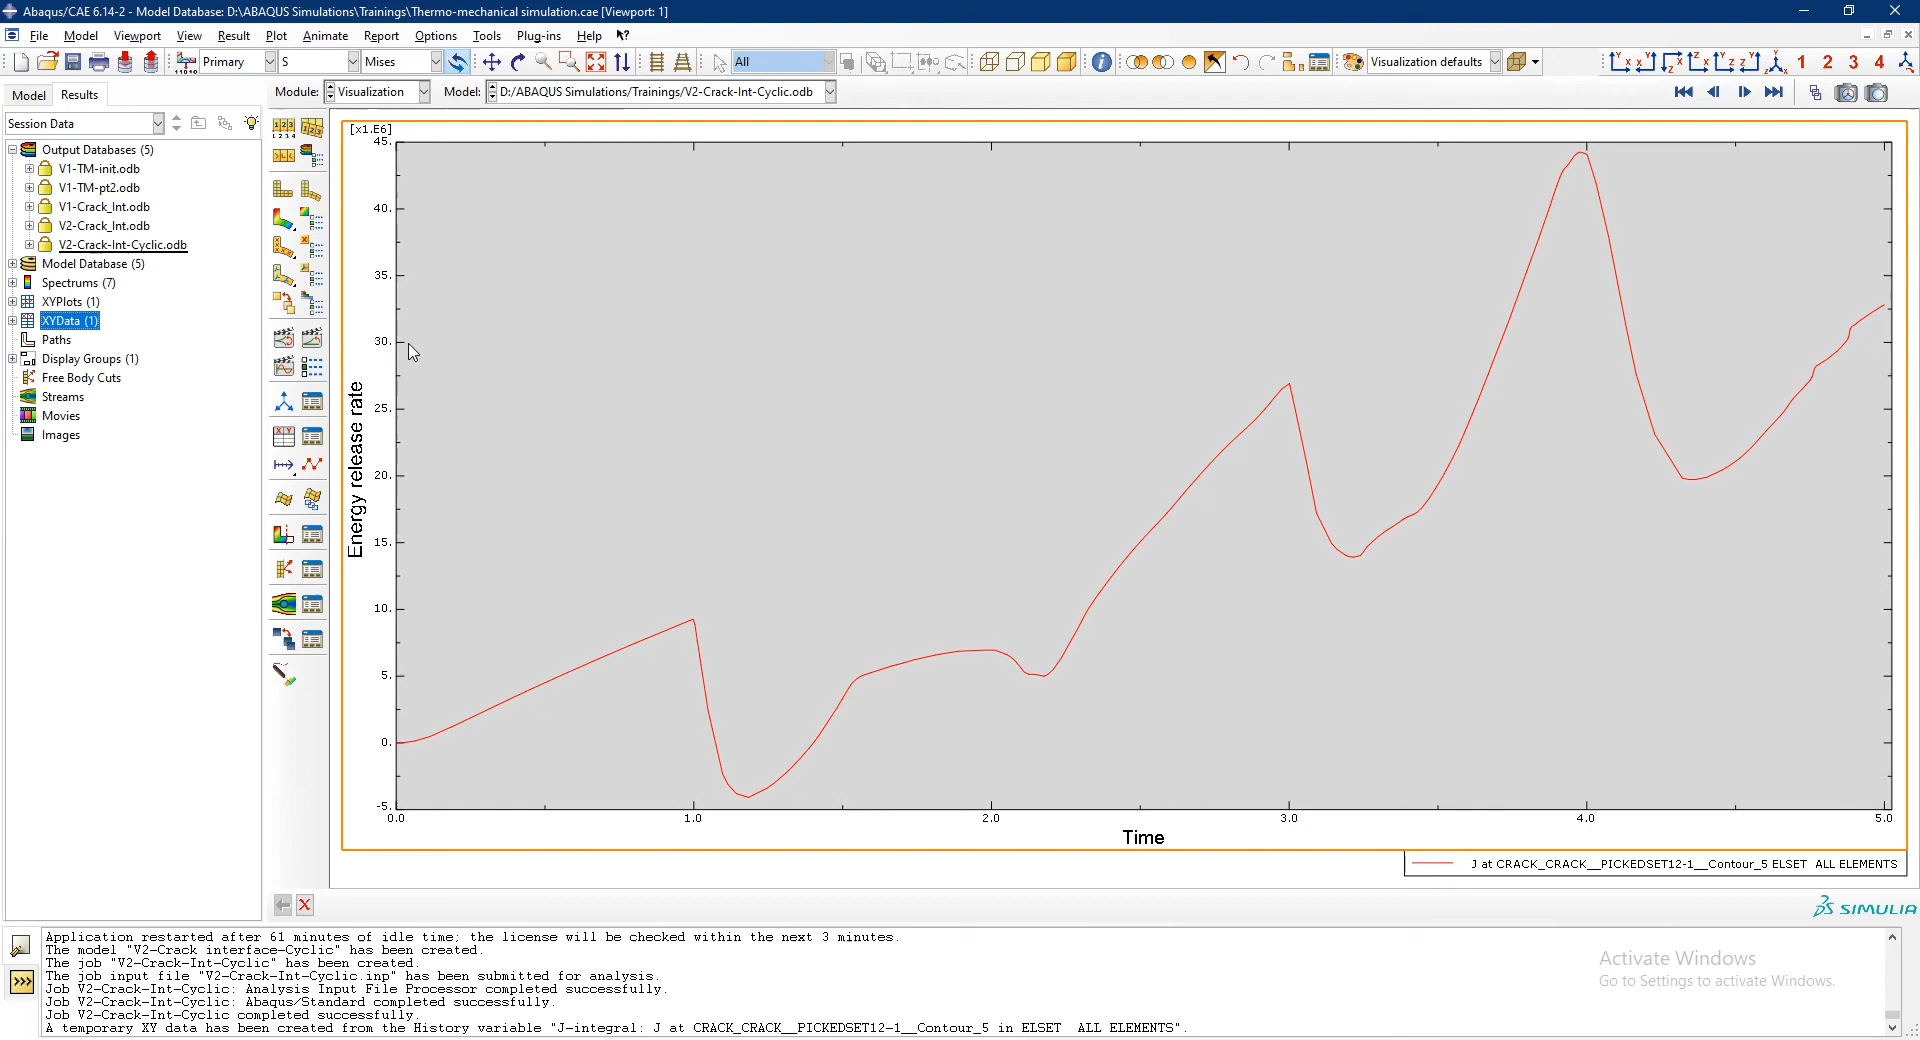 Abaqus/CAE 6.14-2 - Model Database: D:\ABAQUS Simulations\Trainings\Thermo-mechanical simulation.cae [Viewport: 1]
File Model Viewport View Result Plot Animate Report Options Tools Plug-ins Help
Primary S Mises All Visualization defaults 1 2 3 4
Model Results
Module: Visualization Model: D:/ABAQUS Simulations/Trainings/V2-Crack-Int-Cyclic.odb
Session Data
Output Databases (5)
V1-TM-init.odb
V1-TM-pt2.odb
V1-Crack_Int.odb
V2-Crack_Int.odb
V2-Crack-Int-Cyclic.odb
Model Database (5)
Spectrums (7)
XYPlots (1)
XYData (1)
Paths
Display Groups (1)
Free Body Cuts
Streams
Movies
Images
[x1.E6]
45.
40.
35.
30.
25.
20.
15.
10.
5.
0.
-5.
Energy release rate
0.0 1.0 2.0 3.0 4.0 5.0
Time
J at CRACK_CRACK__PICKEDSET12-1__Contour_5 ELSET  ALL ELEMENTS
SIMULIA
Application restarted after 61 minutes of idle time; the license will be checked within the next 3 minutes.
The model "V2-Crack interface-Cyclic" has been created.
The job "V2-Crack-Int-Cyclic" has been created.
The job input file "V2-Crack-Int-Cyclic.inp" has been submitted for analysis.
Job V2-Crack-Int-Cyclic: Analysis Input File Processor completed successfully.
Job V2-Crack-Int-Cyclic: Abaqus/Standard completed successfully.
Job V2-Crack-Int-Cyclic completed successfully.
A temporary XY data has been created from the History variable "J-integral: J at CRACK_CRACK__PICKEDSET12-1__Contour_5 in ELSET  ALL ELEMENTS".
Activate Windows
Go to Settings to activate Windows.